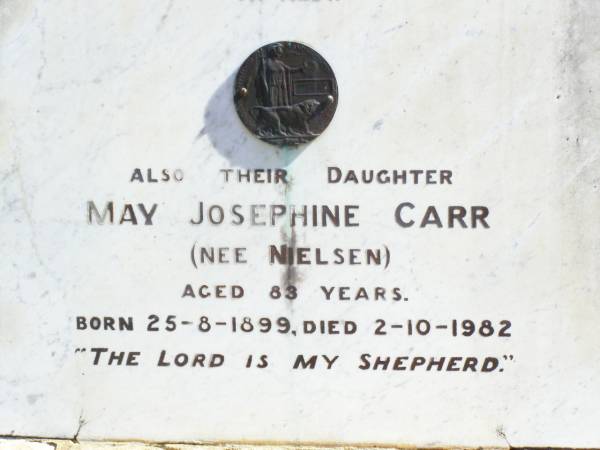 ALSO THEIR DAUGHTER
MAY JOSEPHINE CARR
(NEE NIELSEN)
AGED 83 YEARS.
BORN 25-8-1899, DIED 2-10-1982
"THE LORD IS MY SHEPHERD."